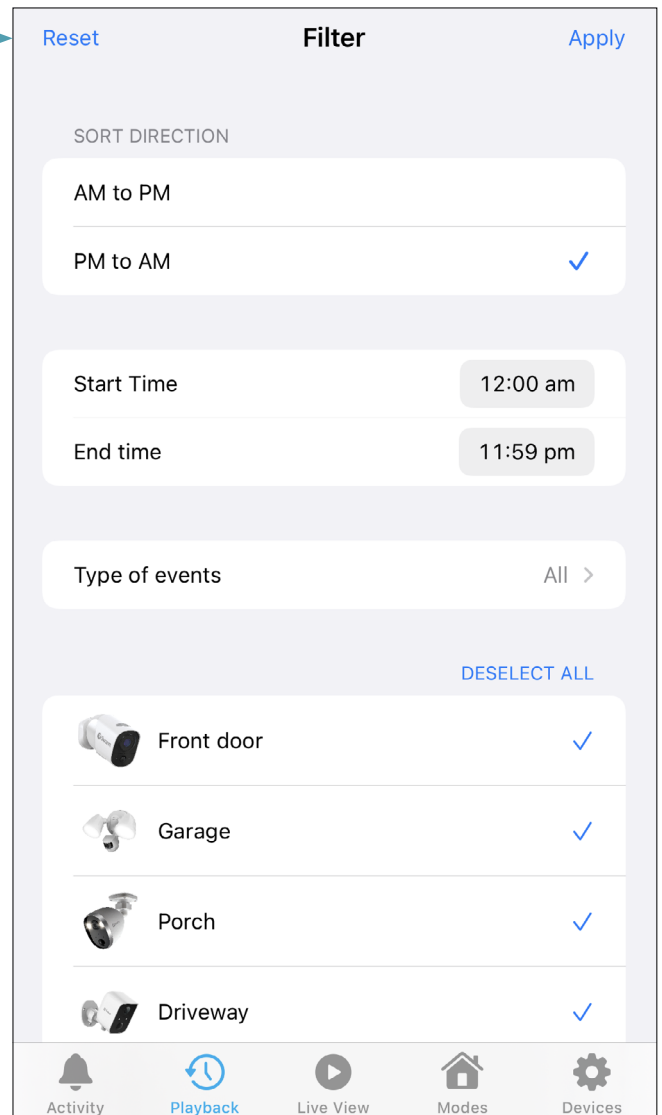 Reset Filter Apply
SORT DIRECTION
AM to PM
PM to AM
Start Time 12:00 am
End time 11:59 pm
Type of events All
DESELECT ALL
Front door
Garage
Porch
Driveway
Activity Playback Live View Modes Devices